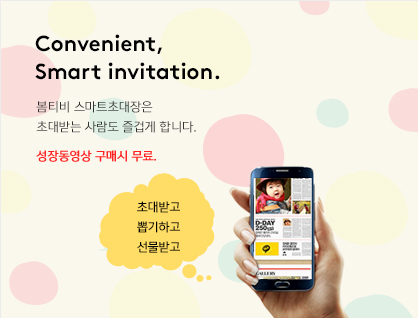 Convenient,
Smart invitation.
봄티비 스마트초대장은
초대받는 사람도 즐겁게 합니다.
성장동영상 구매시 무료.
초대받고
뽑기하고
선물받고
D-DAY
GALLERY